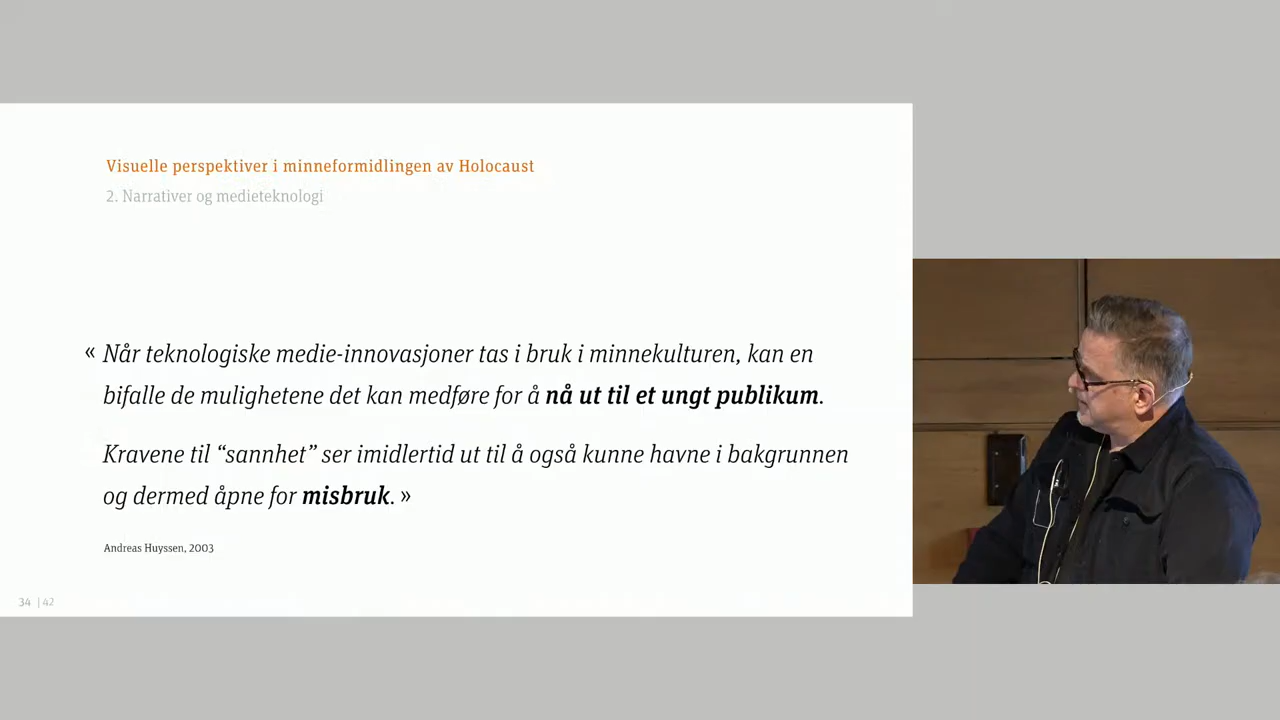 Visuelle perspektiver i minneformidlingen av Holocaust
2. Narrativer og medieteknologi
« Når teknologiske medie-innovasjoner tas i bruk i minnekulturen, kan en
bifalle de mulighetene det kan medføre for å nå ut til et ungt publikum.
Kravene til “sannhet” ser imidlertid ut til å også kunne havne i bakgrunnen
og dermed åpne for misbruk. »
Andreas Huyssen, 2003
34 | 42